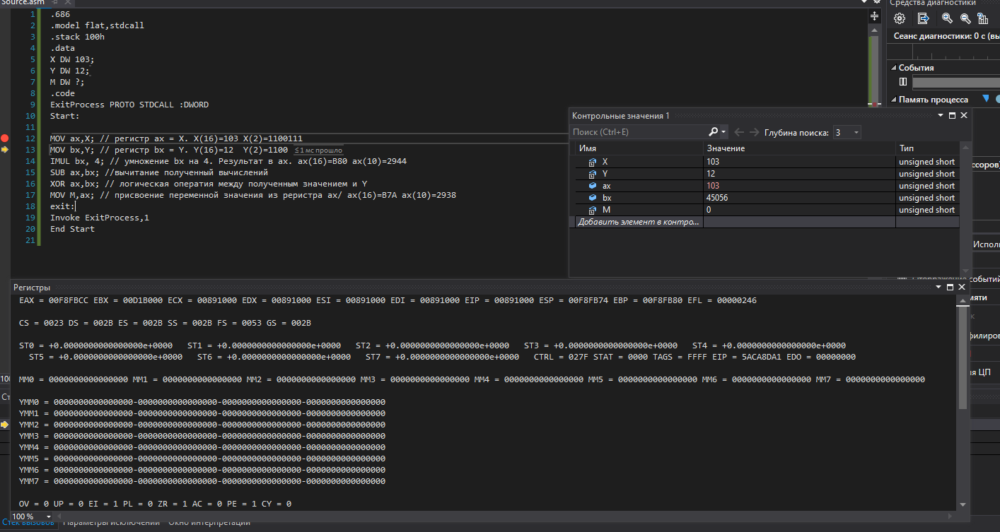 Source.asm
Средства диагностики
Сеанс диагностики: 0 с (вы
События
Память процесса
1 .686
2 .model flat,stdcall
3 .stack 100h
4 .data
5 X DW 103;
6 Y DW 12;
7 M DW ?;
8 .code
9 ExitProcess PROTO STDCALL :DWORD
10 Start:
11
12 MOV ax,X; // регистр ax = X. X(16)=103 X(2)=1100111
13 MOV bx,Y; // регистр bx = Y. Y(16)=12  Y(2)=1100 ≤ 1 мс прошло
14 IMUL bx, 4; // умножение bx на 4. Результат в ax. ax(16)=B80 ax(10)=2944
15 SUB ax,bx; //вычитание полученный вычислений
16 XOR ax,bx; // логическая оператия между полученным значением и Y
17 MOV M,ax; // присвоение переменной значения из реристра ax/ ax(16)=B7A ax(10)=2938
18 exit:
19 Invoke ExitProcess,1
20 End Start
21
Контрольные значения 1
Поиск (Ctrl+E) Глубина поиска: 3
Имя Значение Тип
X 103 unsigned short
Y 12 unsigned short
ax 103 unsigned short
bx 45056 unsigned short
M 0 unsigned short
Добавить элемент в контро...
ссоров)
Исполь
событий
мяти
филиров
ия ЦП
Регистры
EAX = 00F8FBCC EBX = 00D1B000 ECX = 00891000 EDX = 00891000 ESI = 00891000 EDI = 00891000 EIP = 00891000 ESP = 00F8FB74 EBP = 00F8FB80 EFL = 00000246
CS = 0023 DS = 002B ES = 002B SS = 002B FS = 0053 GS = 002B
ST0 = +0.0000000000000000e+0000 ST1 = +0.0000000000000000e+0000 ST2 = +0.0000000000000000e+0000 ST3 = +0.0000000000000000e+0000 ST4 = +0.0000000000000000e+0000
ST5 = +0.0000000000000000e+0000 ST6 = +0.0000000000000000e+0000 ST7 = +0.0000000000000000e+0000 CTRL = 027F STAT = 0000 TAGS = FFFF EIP = 5ACA8DA1 EDO = 00000000
MM0 = 0000000000000000 MM1 = 0000000000000000 MM2 = 0000000000000000 MM3 = 0000000000000000 MM4 = 0000000000000000 MM5 = 0000000000000000 MM6 = 0000000000000000 MM7 = 0000000000000000
YMM0 = 0000000000000000-0000000000000000-0000000000000000-0000000000000000
YMM1 = 0000000000000000-0000000000000000-0000000000000000-0000000000000000
YMM2 = 0000000000000000-0000000000000000-0000000000000000-0000000000000000
YMM3 = 0000000000000000-0000000000000000-0000000000000000-0000000000000000
YMM4 = 0000000000000000-0000000000000000-0000000000000000-0000000000000000
YMM5 = 0000000000000000-0000000000000000-0000000000000000-0000000000000000
YMM6 = 0000000000000000-0000000000000000-0000000000000000-0000000000000000
YMM7 = 0000000000000000-0000000000000000-0000000000000000-0000000000000000
OV = 0 UP = 0 EI = 1 PL = 0 ZR = 1 AC = 0 PE = 1 CY = 0
100 %
Стек вызовов Параметры исключений Окно интерпретации